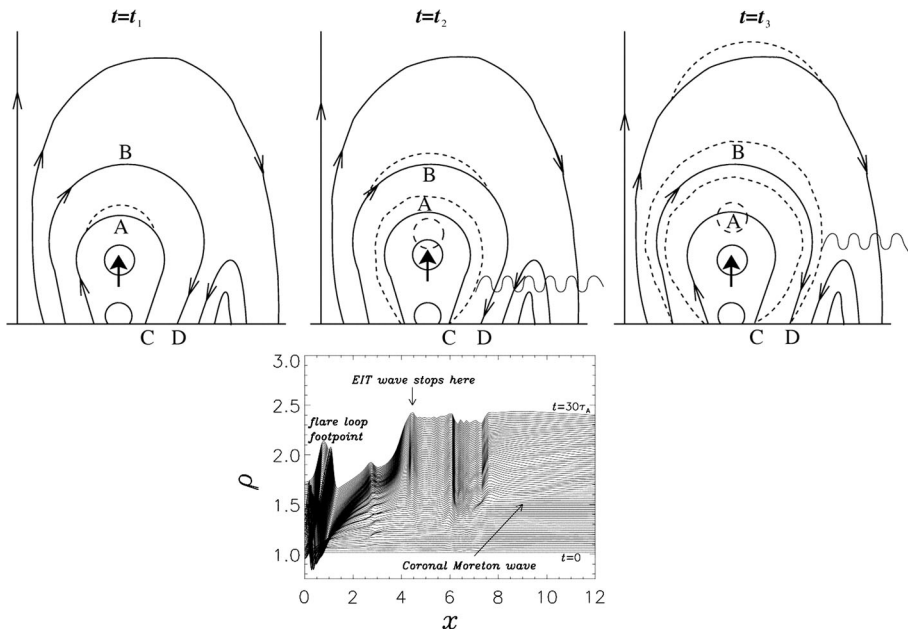 t=t₁
t=t₂
t=t₃
B
A
C D
B
A
C D
B
A
C D
3.0
2.5
2.0
1.5
1.0
ρ
EIT wave stops here
flare loop
footpoint
t=30τA
Coronal Moreton wave
t=0
0 2 4 6 8 10 12
x